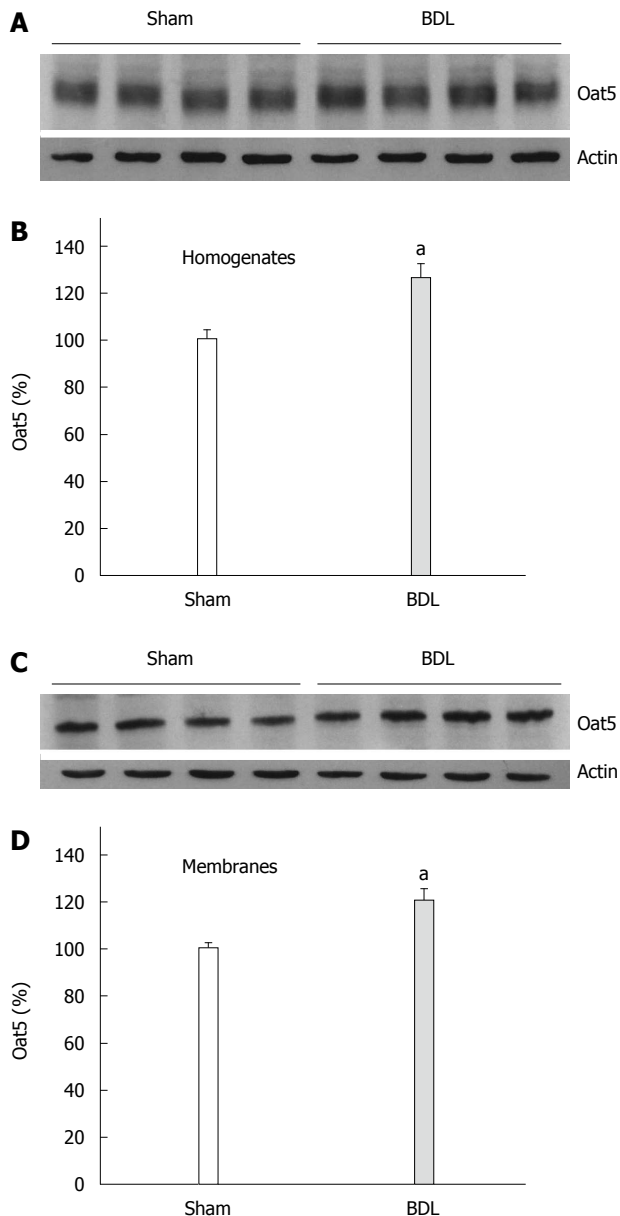 A
Sham BDL
Oat5
Actin
B
Homogenates
a
140
120
100
80
60
40
20
0
Oat5 (%)
Sham BDL
C
Sham BDL
Oat5
Actin
D
Membranes
a
140
120
100
80
60
40
20
0
Oat5 (%)
Sham BDL